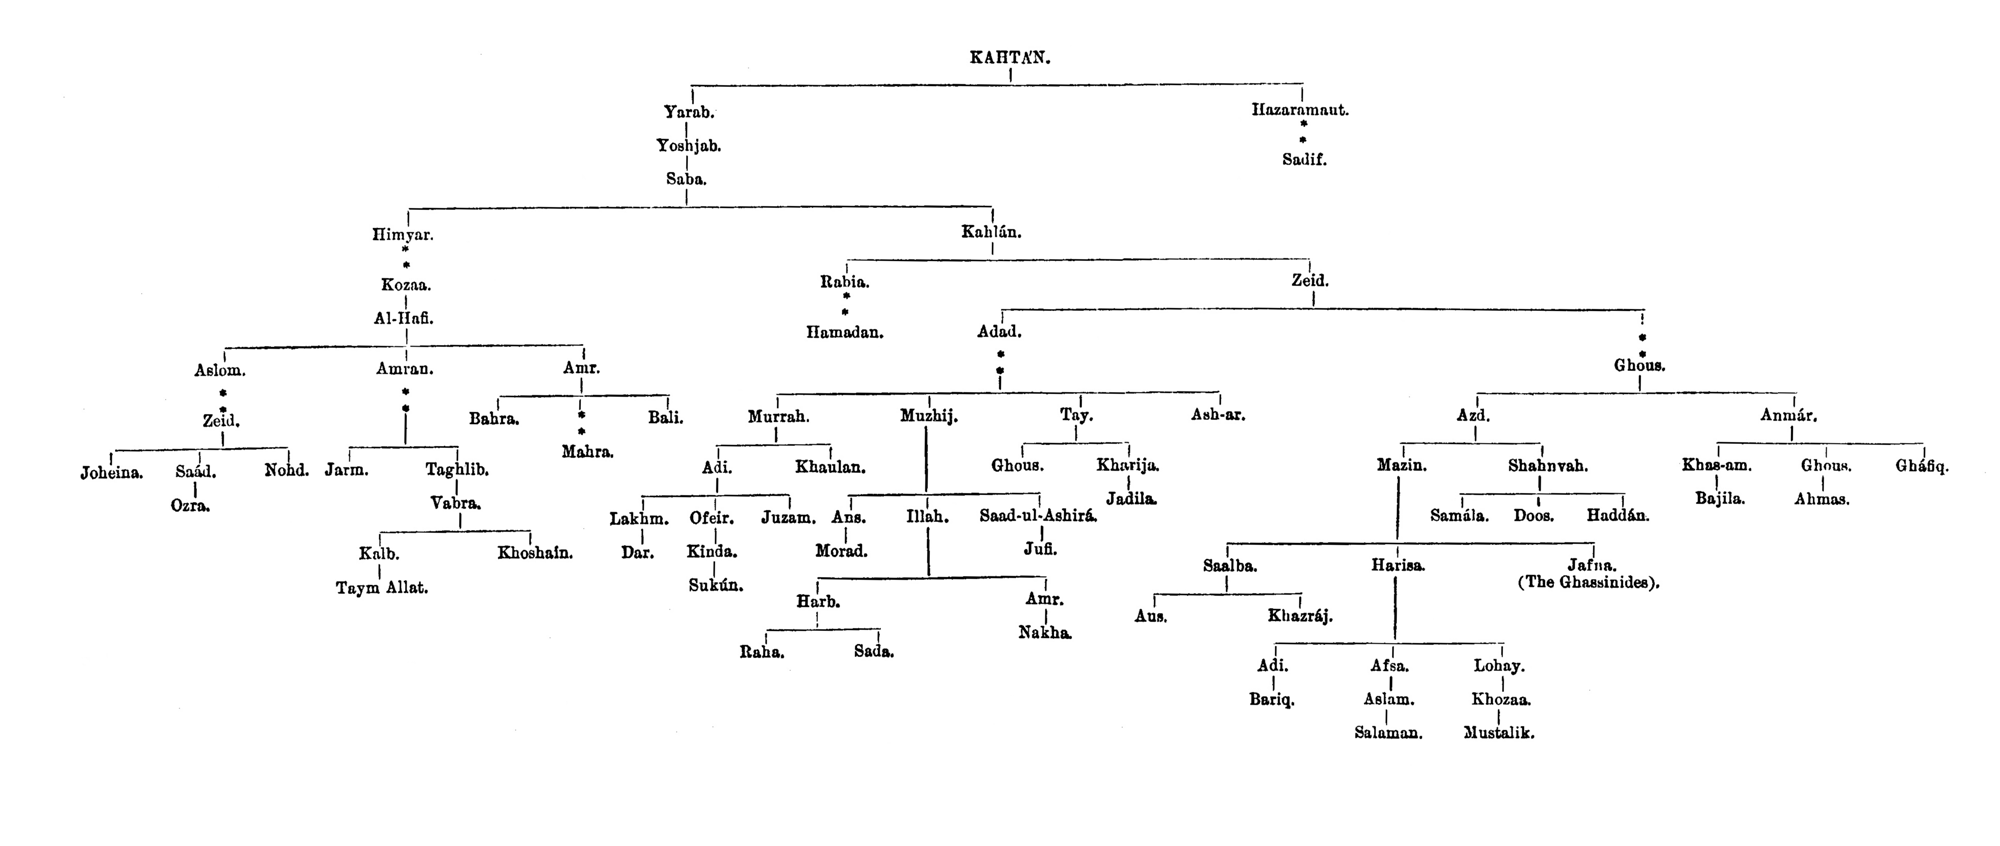 KAHTÁN.
Yarab. Hazaramaut.
Yoshjab. Sadif.
Saba.
Himyar. Kahlán.
Kozaa. Rabia. Zeid.
Al-Hafi. Hamadan. Adad.
Aslom. Amran. Amr. Ghous.
Zeid. Bahra. Bali. Murrah. Muzhij. Tay. Ash-ar. Azd. Anmár.
Mahra.
Joheina. Saád. Nohd. Jarm. Taghlib. Adi. Khaulan. Ghous. Kharija. Mazin. Shahnvah. Khas-am. Ghous. Gháfiq.
Ozra. Vabra. Jadila. Bajila. Ahmas.
Lakhm. Ofeir. Juzam. Ans. Illah. Saad-ul-Ashirá. Samála. Doos. Haddán.
Kalb. Khoshain. Dar. Kinda. Morad. Jufi.
Saalba. Harisa. Jafna.
Taym Allat. Sukún. (The Ghassinides).
Harb. Amr.
Aus. Khazráj.
Nakha.
Raha. Sada.
Adi. Afsa. Lohay.
Bariq. Aslam. Khozaa.
Salaman. Mustalik.